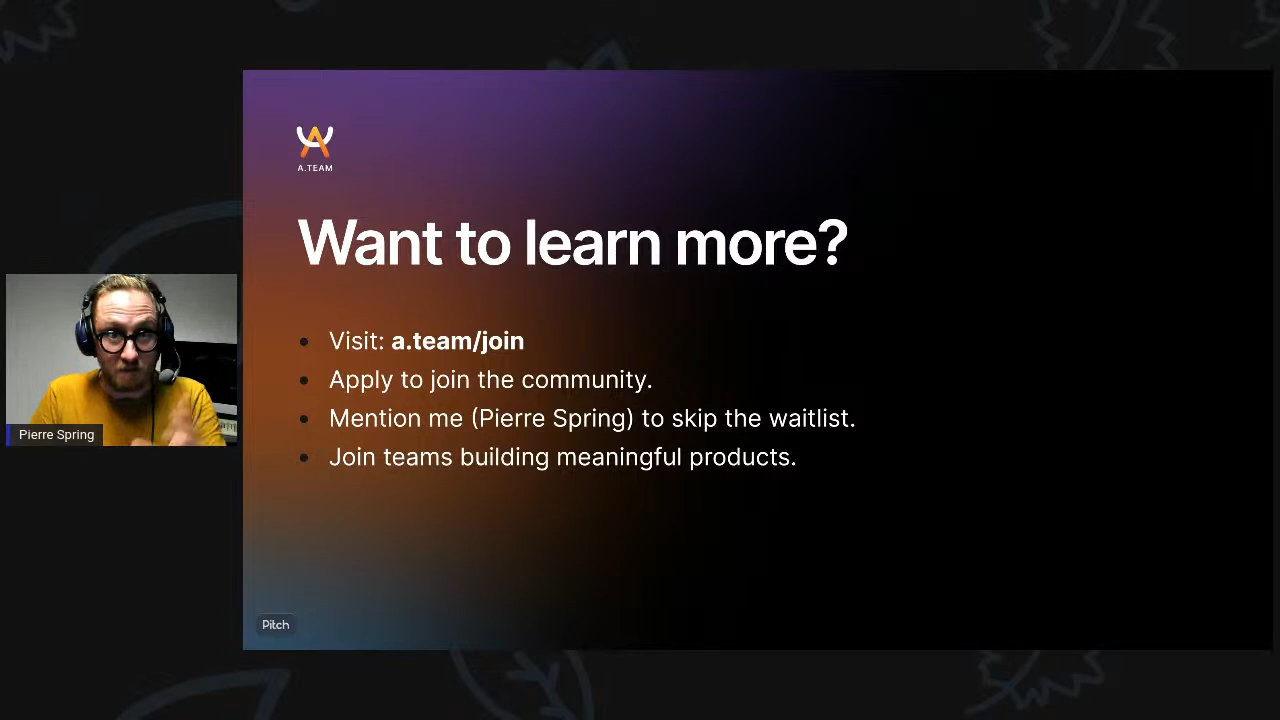 A.TEAM
Want to learn more?
Visit: a.team/join
Apply to join the community.
Mention me (Pierre Spring) to skip the waitlist.
Join teams building meaningful products.
Pierre Spring
Pitch